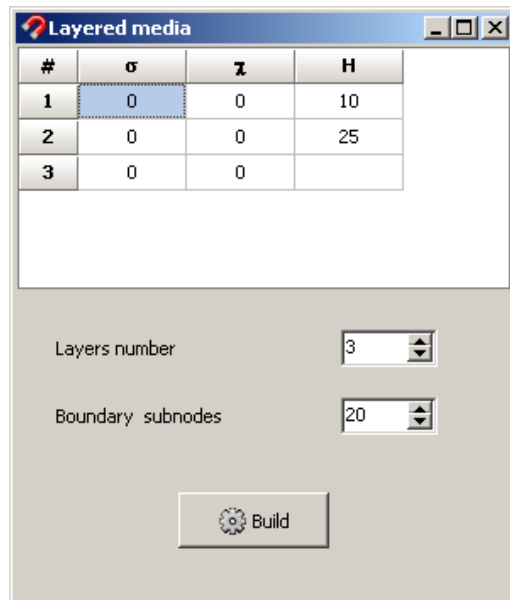 Layered media
# σ χ H
1 0 0 10
2 0 0 25
3 0 0
Layers number 3
Boundary subnodes 20
Build